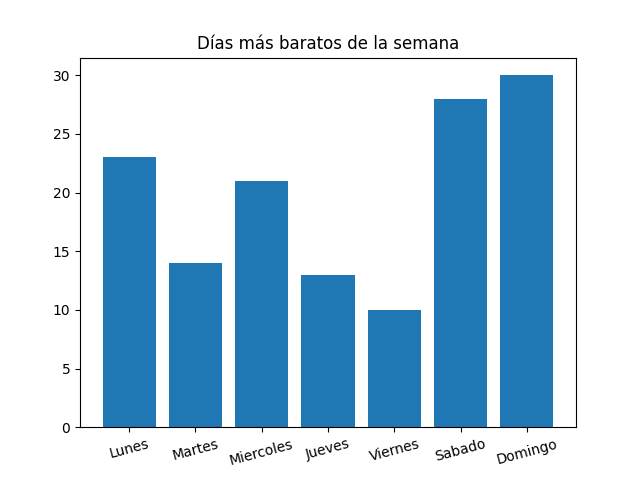 Días más baratos de la semana
30
25
20
15
10
5
0
Lunes
Martes
Miercoles
Jueves
Viernes
Sabado
Domingo